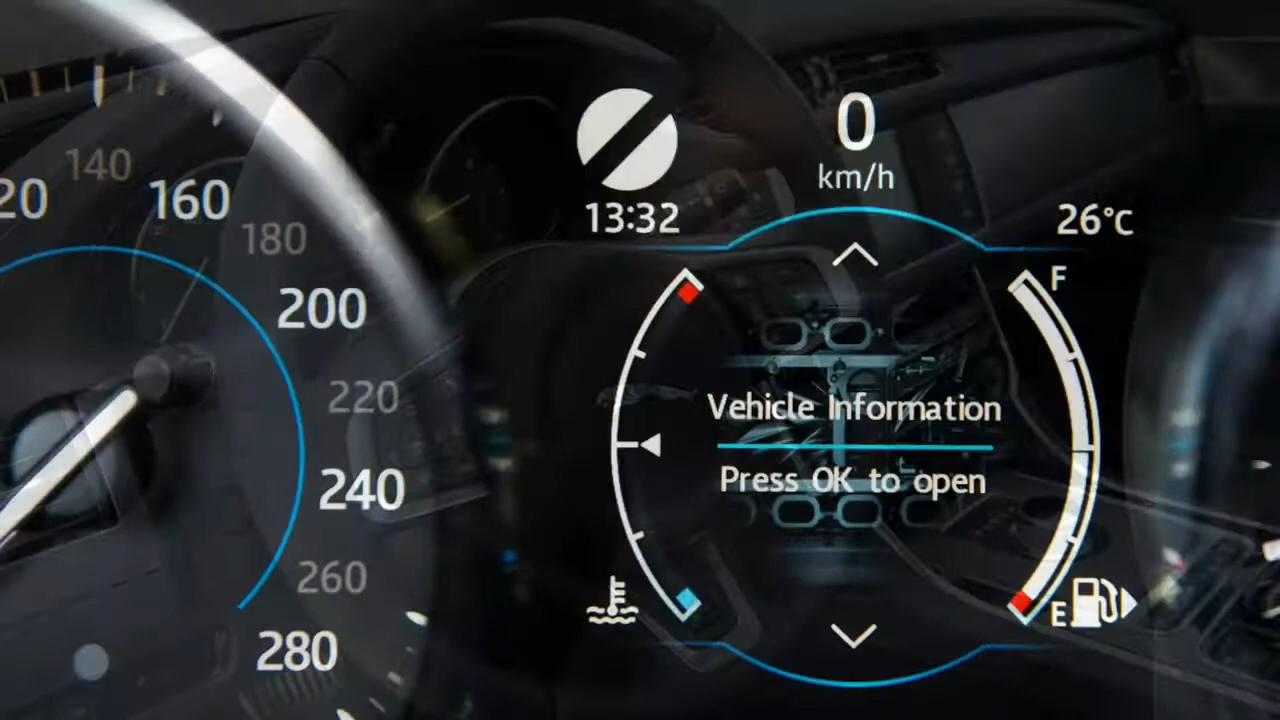 0
km/h
13:32
26°C
20
140
160
180
200
220
240
260
280
F
Vehicle Information
Press OK to open
E